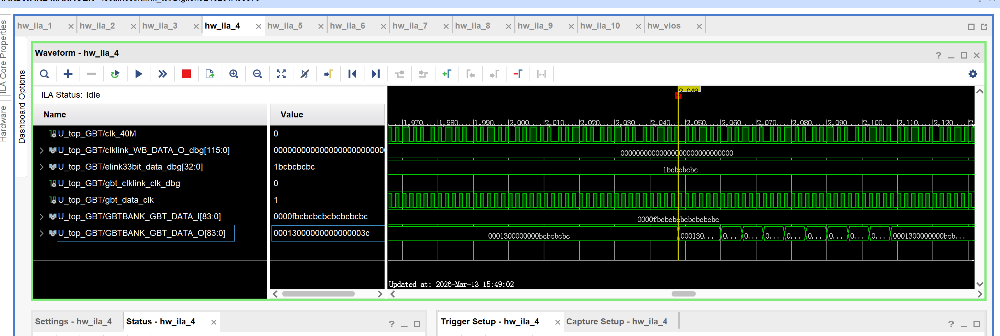 hw_ila_1 hw_ila_2 hw_ila_3 hw_ila_4 hw_ila_5 hw_ila_6 hw_ila_7 hw_ila_8 hw_ila_9 hw_ila_10 hw_vios
ILA Core Properties
Hardware
Dashboard Options
Waveform - hw_ila_4
ILA Status: Idle
Name Value
2,048
1,970 1,980 1,990 2,000 2,010 2,020 2,030 2,040 2,050 2,060 2,070 2,080 2,090 2,100 2,110 2,120 2,
U_top_GBT/clk_40M 0
U_top_GBT/clklink_WB_DATA_O_dbg[115:0] 00000000000000000000000000 00000000000000000000000000000
U_top_GBT/elink33bit_data_dbg[32:0] 1bcbcbcbc 1bcbcbcbc
U_top_GBT/gbt_clklink_clk_dbg 0
U_top_GBT/gbt_data_clk 1
U_top_GBT/GBTBANK_GBT_DATA_I[83:0] 0000fbcbcbcbcbcbcbcbc 0000fbcbcbcbcbcbcbcbc
U_top_GBT/GBTBANK_GBT_DATA_O[83:0] 00013000000000000003c 0001300000000bcbcbcbc 000130... 0... 0... 0... 0... 0... 0... 0... 0... 0001300000000bcb...
Updated at: 2026-Mar-13 15:49:02
Settings - hw_ila_4 Status - hw_ila_4
Trigger Setup - hw_ila_4 Capture Setup - hw_ila_4